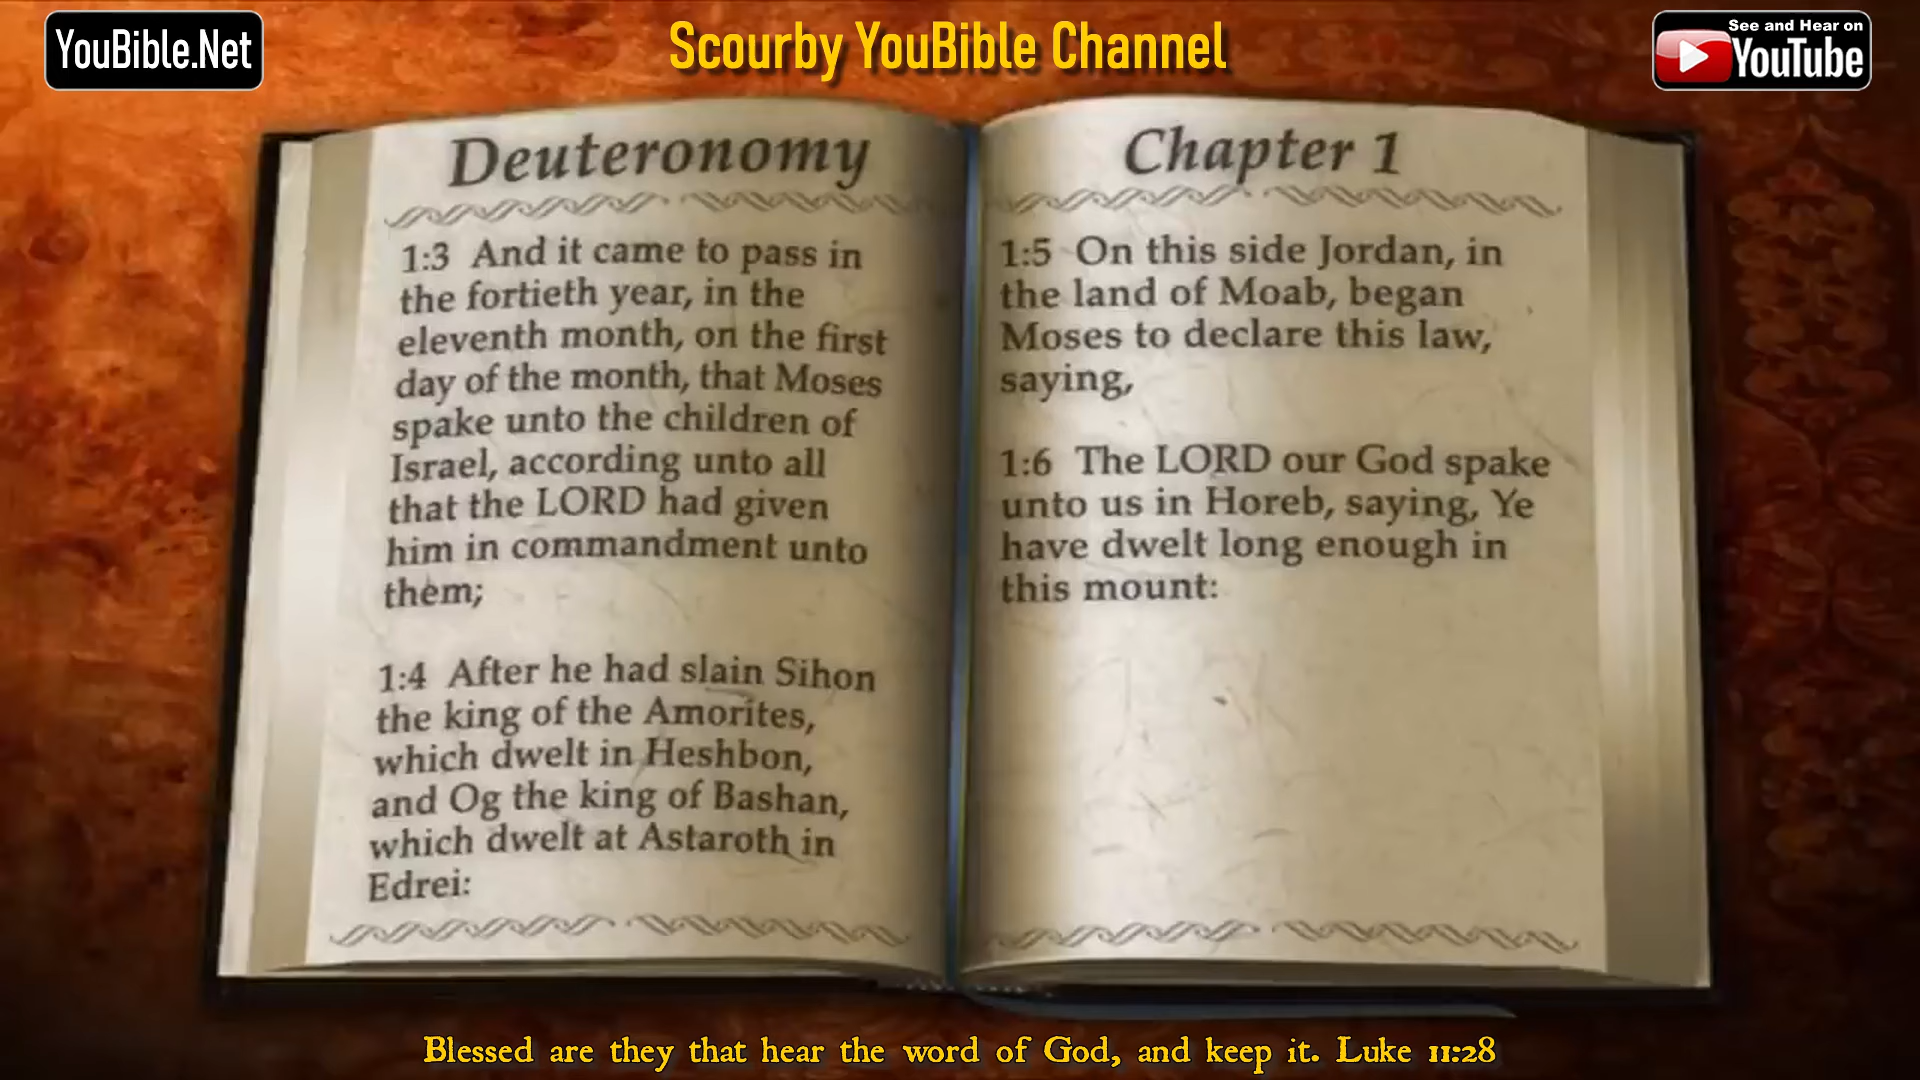 YouBible.Net
Scourby YouBible Channel
See and Hear on
YouTube
Deuteronomy
1:3 And it came to pass in
the fortieth year, in the
eleventh month, on the first
day of the month, that Moses
spake unto the children of
Israel, according unto all
that the LORD had given
him in commandment unto
them;
1:4 After he had slain Sihon
the king of the Amorites,
which dwelt in Heshbon,
and Og the king of Bashan,
which dwelt at Astaroth in
Edrei:
Chapter 1
1:5 On this side Jordan, in
the land of Moab, began
Moses to declare this law,
saying,
1:6 The LORD our God spake
unto us in Horeb, saying, Ye
have dwelt long enough in
this mount:
Blessed are they that hear the word of God, and keep it. Luke 11:28